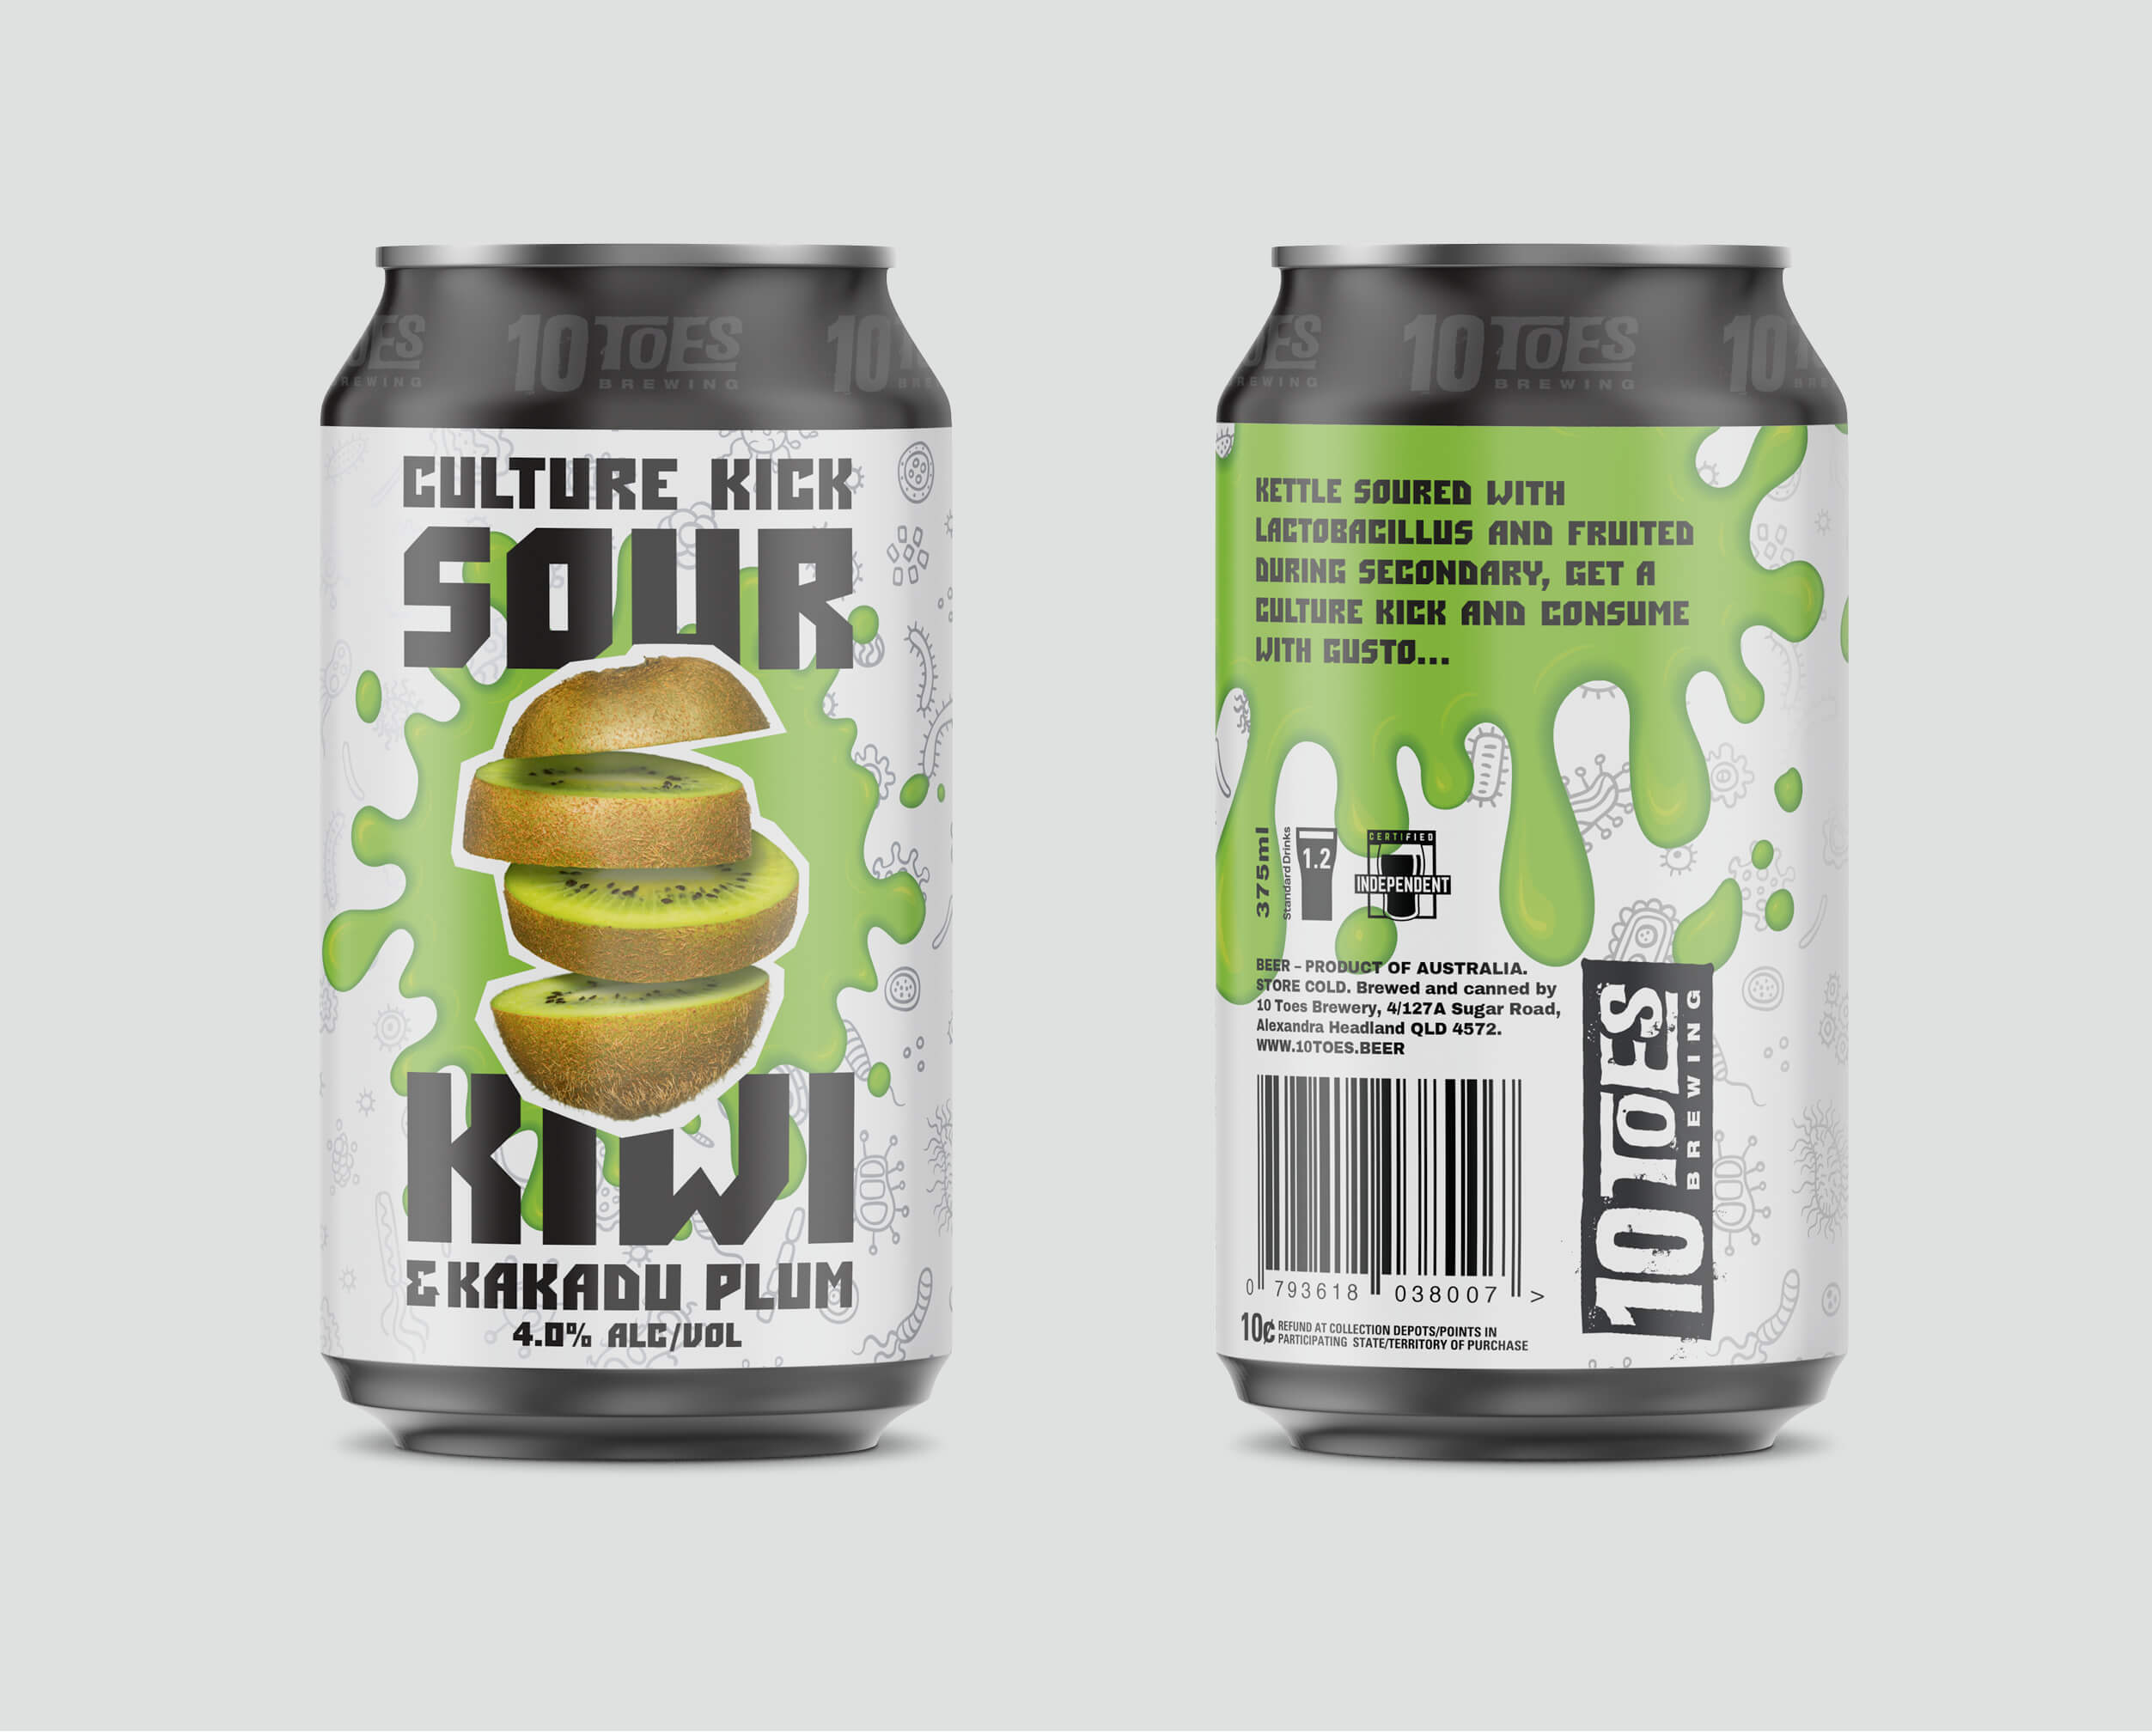 10 TOES
BREWING
CULTURE KICK
SOUR
KIWI
& KAKADU PLUM
4.0% ALC/VOL
10 TOES
BREWING
KETTLE SOURED WITH
LACTOBACILLUS AND FRUITED
DURING SECONDARY, GET A
CULTURE KICK AND CONSUME
WITH GUSTO...
375ml
Standard Drinks
1.2
CERTIFIED
INDEPENDENT
BEER – PRODUCT OF AUSTRALIA.
STORE COLD. Brewed and canned by
10 Toes Brewery, 4/127A Sugar Road,
Alexandra Headland QLD 4572.
WWW.10TOES.BEER
0 793618 038007 >
10¢ REFUND AT COLLECTION DEPOTS/POINTS IN
PARTICIPATING STATE/TERRITORY OF PURCHASE
10 TOES
BREWING